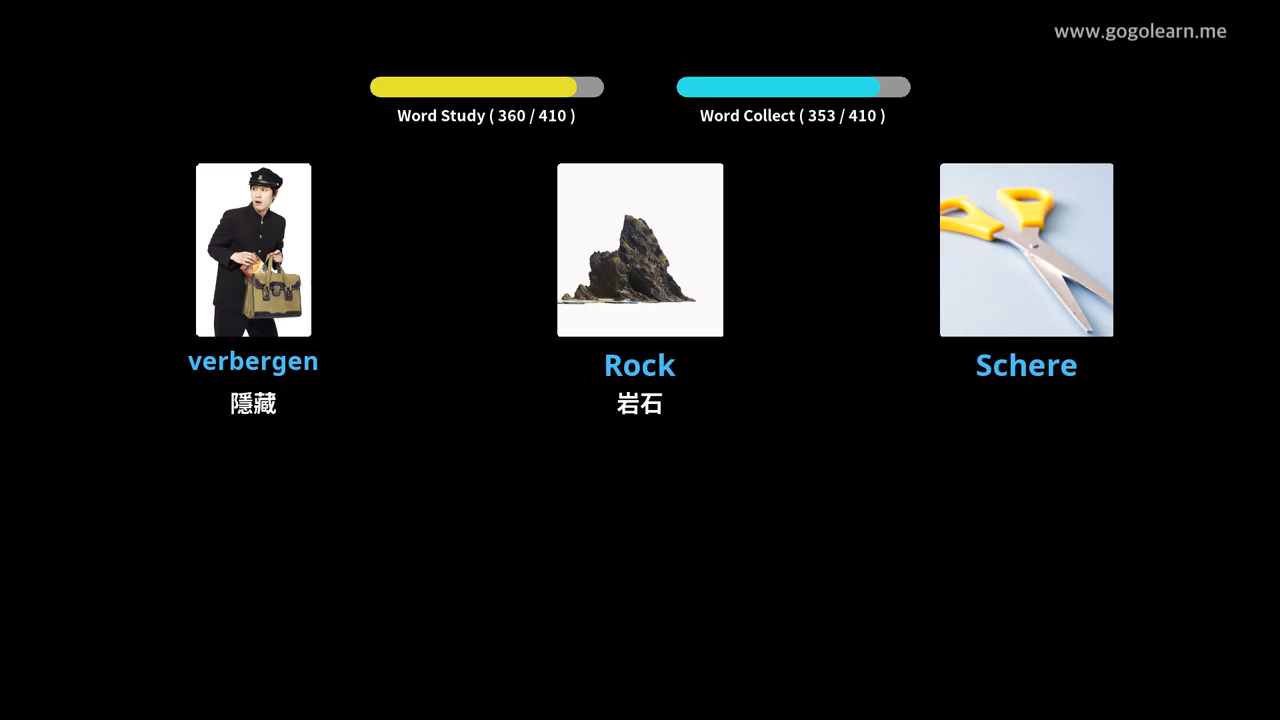 www.gogolearn.me
Word Study ( 360 / 410 )
Word Collect ( 353 / 410 )
verbergen
Rock
Schere
隱藏
岩石